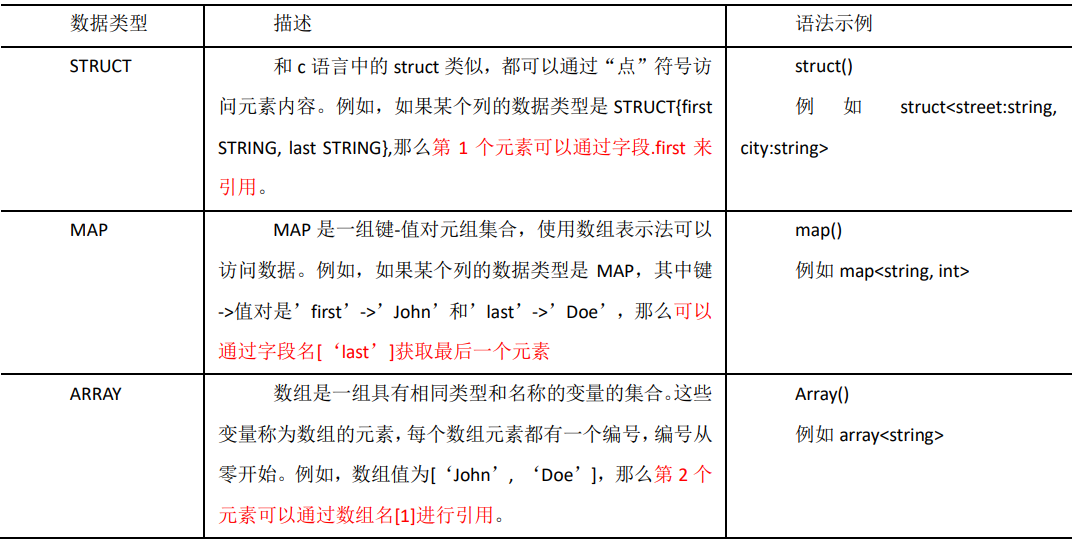 数据类型 描述 语法示例
STRUCT 和 c 语言中的 struct 类似，都可以通过“点”符号访
问元素内容。例如，如果某个列的数据类型是 STRUCT{first
STRING, last STRING},那么第 1 个元素可以通过字段.first 来
引用。
struct()
例如 struct<street:string,
city:string>
MAP MAP 是一组键-值对元组集合，使用数组表示法可以
访问数据。例如，如果某个列的数据类型是 MAP，其中键
->值对是’first’->’John’和’last’->’Doe’，那么可以
通过字段名[‘last’]获取最后一个元素
map()
例如 map<string, int>
ARRAY 数组是一组具有相同类型和名称的变量的集合。这些
变量称为数组的元素，每个数组元素都有一个编号，编号从
零开始。例如，数组值为[‘John’, ‘Doe’]，那么第 2 个
元素可以通过数组名[1]进行引用。
Array()
例如 array<string>